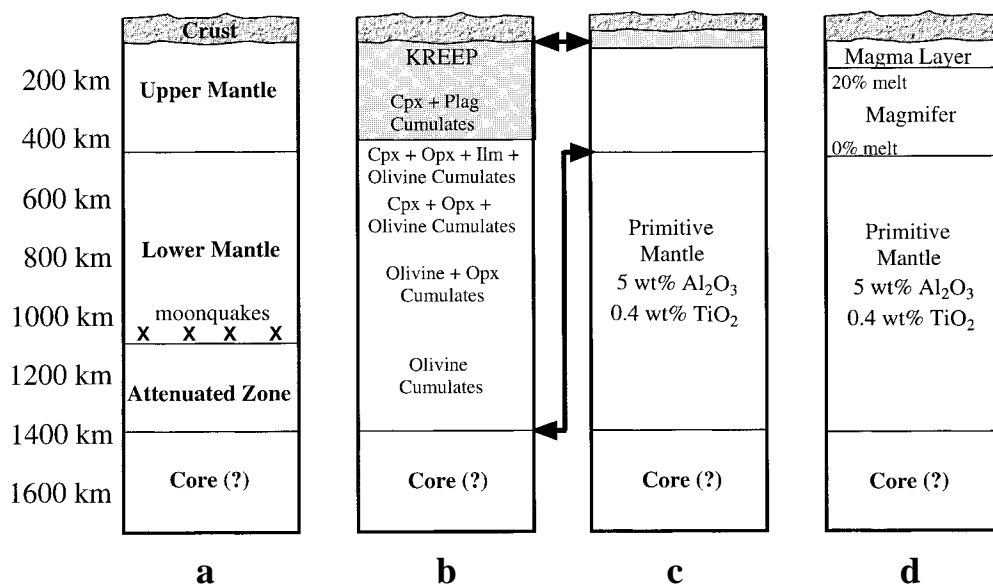 200 km
400 km
600 km
800 km
1000 km
1200 km
1400 km
1600 km
Crust
Upper Mantle
Lower Mantle
moonquakes
X X X X
Attenuated Zone
Core (?)
a
KREEP
Cpx + Plag
Cumulates
Cpx + Opx + Ilm +
Olivine Cumulates
Cpx + Opx +
Olivine Cumulates
Olivine + Opx
Cumulates
Olivine
Cumulates
Core (?)
b
Primitive
Mantle
5 wt% Al₂O₃
0.4 wt% TiO₂
Core (?)
c
Magma Layer
20% melt
Magmifer
0% melt
Primitive
Mantle
5 wt% Al₂O₃
0.4 wt% TiO₂
Core (?)
d